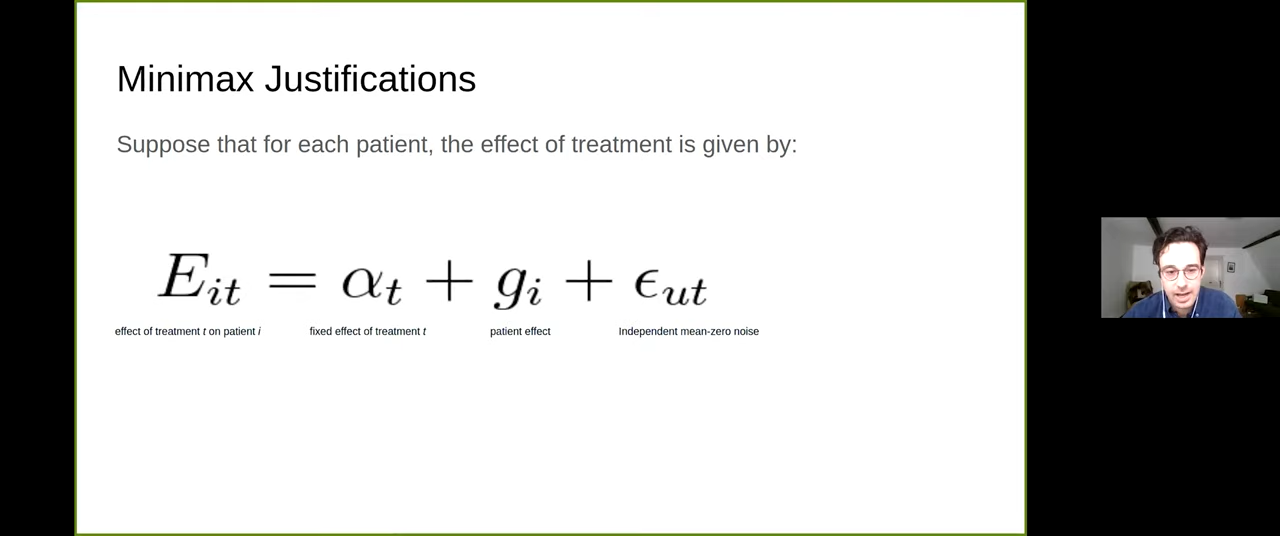 Minimax Justifications
Suppose that for each patient, the effect of treatment is given by:
E_{it} = α_t + g_i + ϵ_{ut}
effect of treatment t on patient i fixed effect of treatment t patient effect Independent mean-zero noise